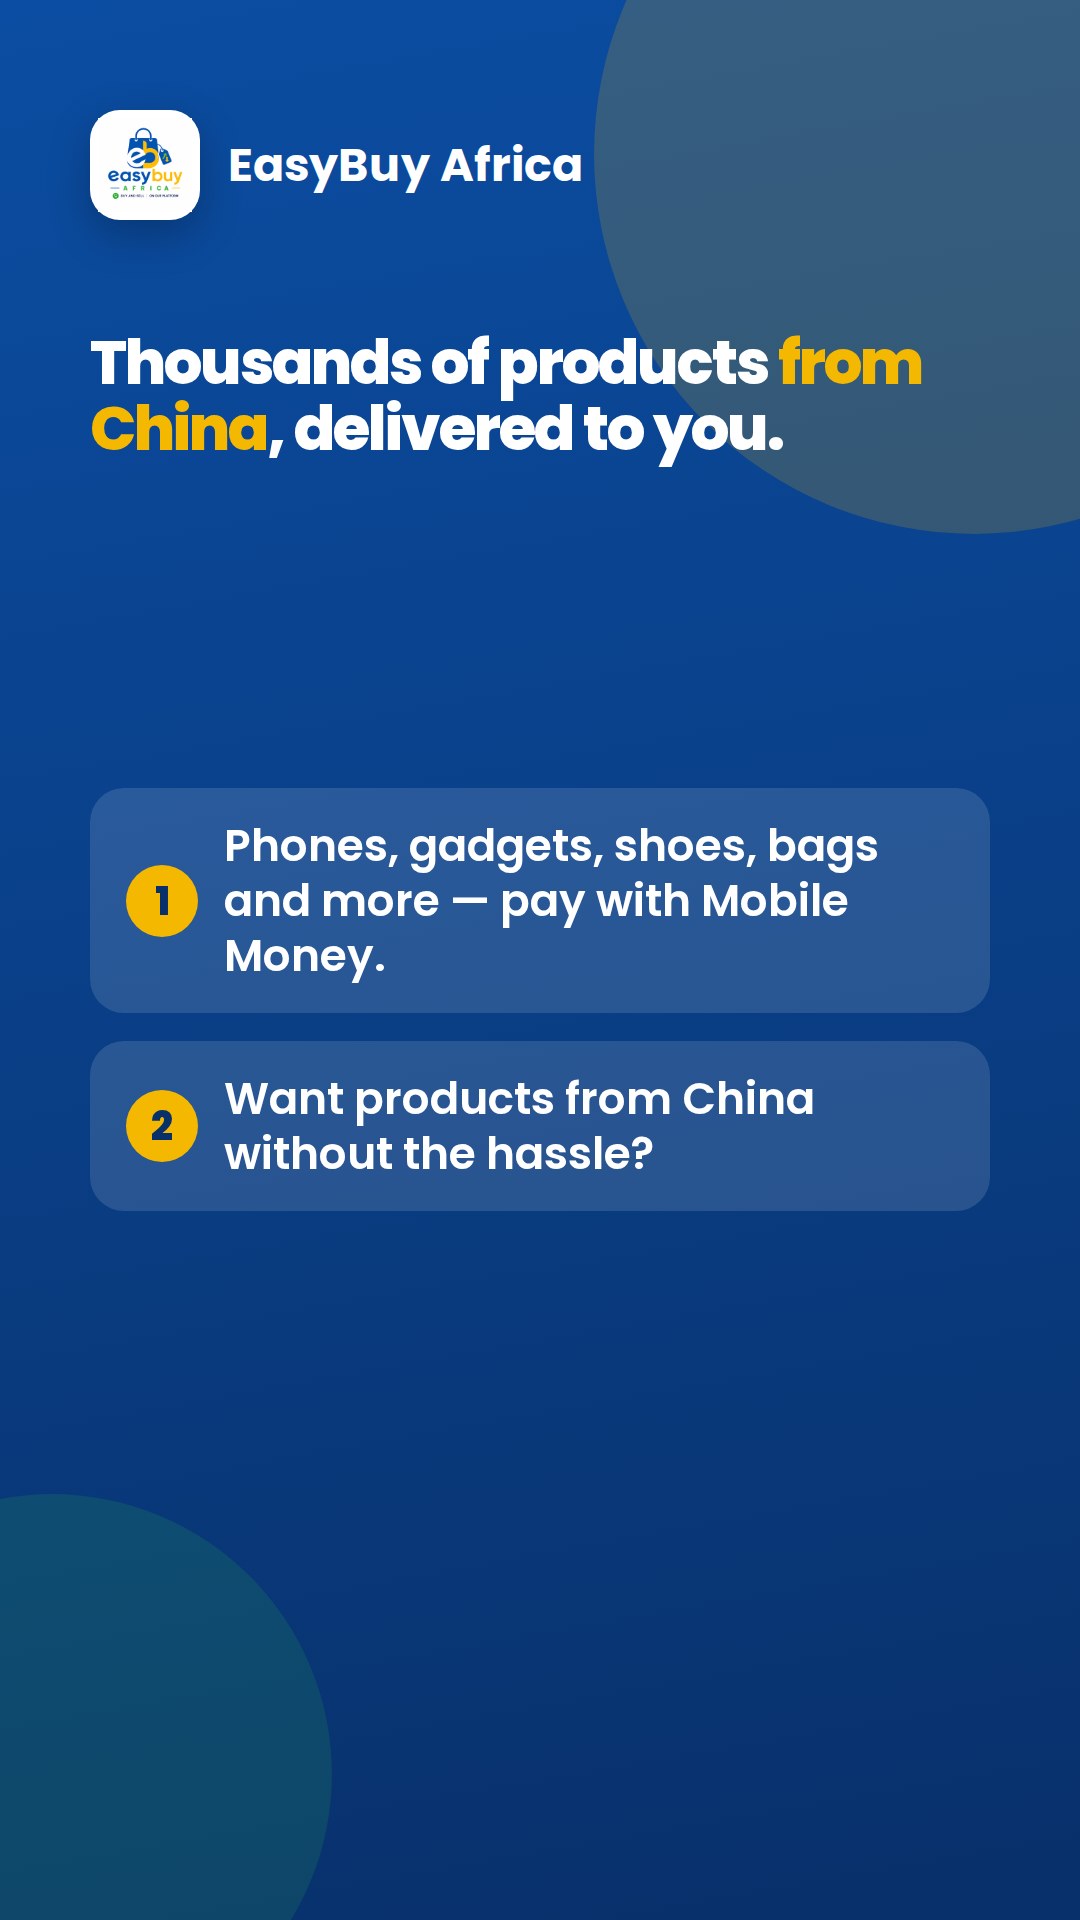 easybuy
AFRICA
EasyBuy Africa
Thousands of products from
China, delivered to you.
1
Phones, gadgets, shoes, bags
and more — pay with Mobile
Money.
2
Want products from China
without the hassle?